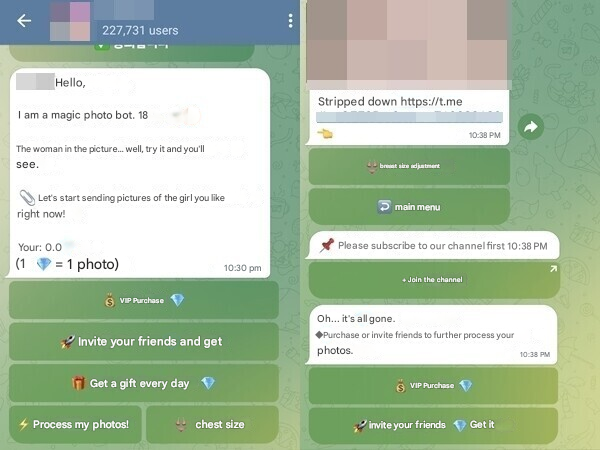 227,731 users
Hello,
I am a magic photo bot. 18
The woman in the picture... well, try it and you'll
see.
📎 Let's start sending pictures of the girl you like
right now!
Your: 0.0
(1 💎 = 1 photo)
10:30 pm
💰 VIP Purchase 💎
🚀 Invite your friends and get
🎁 Get a gift every day 💎
⚡ Process my photos!
chest size
Stripped down https://t.me
👈
10:38 PM
breast size adjustment
↩️ main menu
📌 Please subscribe to our channel first 10:38 PM
+ Join the channel
Oh... it's all gone.
◆Purchase or invite friends to further process your
photos.
10:38 PM
💰 VIP Purchase 💎
🚀 invite your friends 💎 Get it